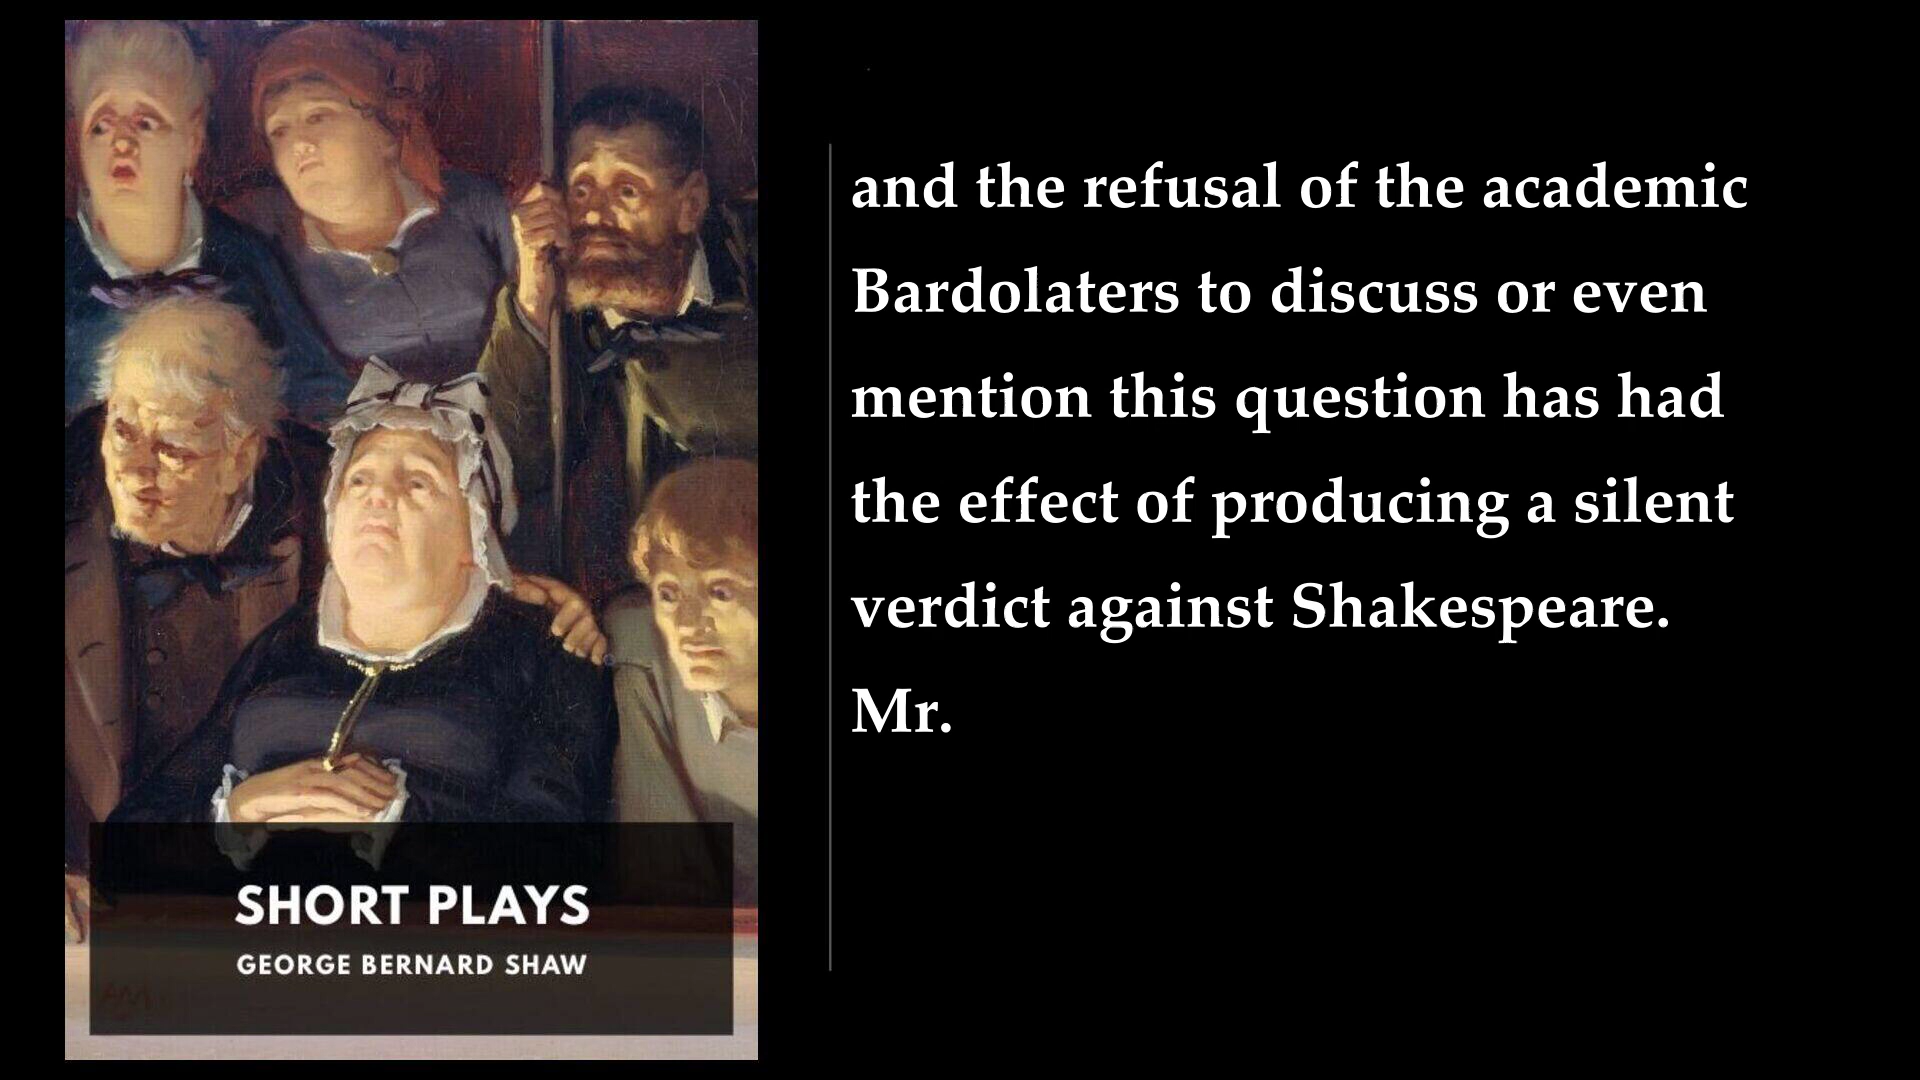 and the refusal of the academic
Bardolaters to discuss or even
mention this question has had
the effect of producing a silent
verdict against Shakespeare.
Mr.
SHORT PLAYS
GEORGE BERNARD SHAW